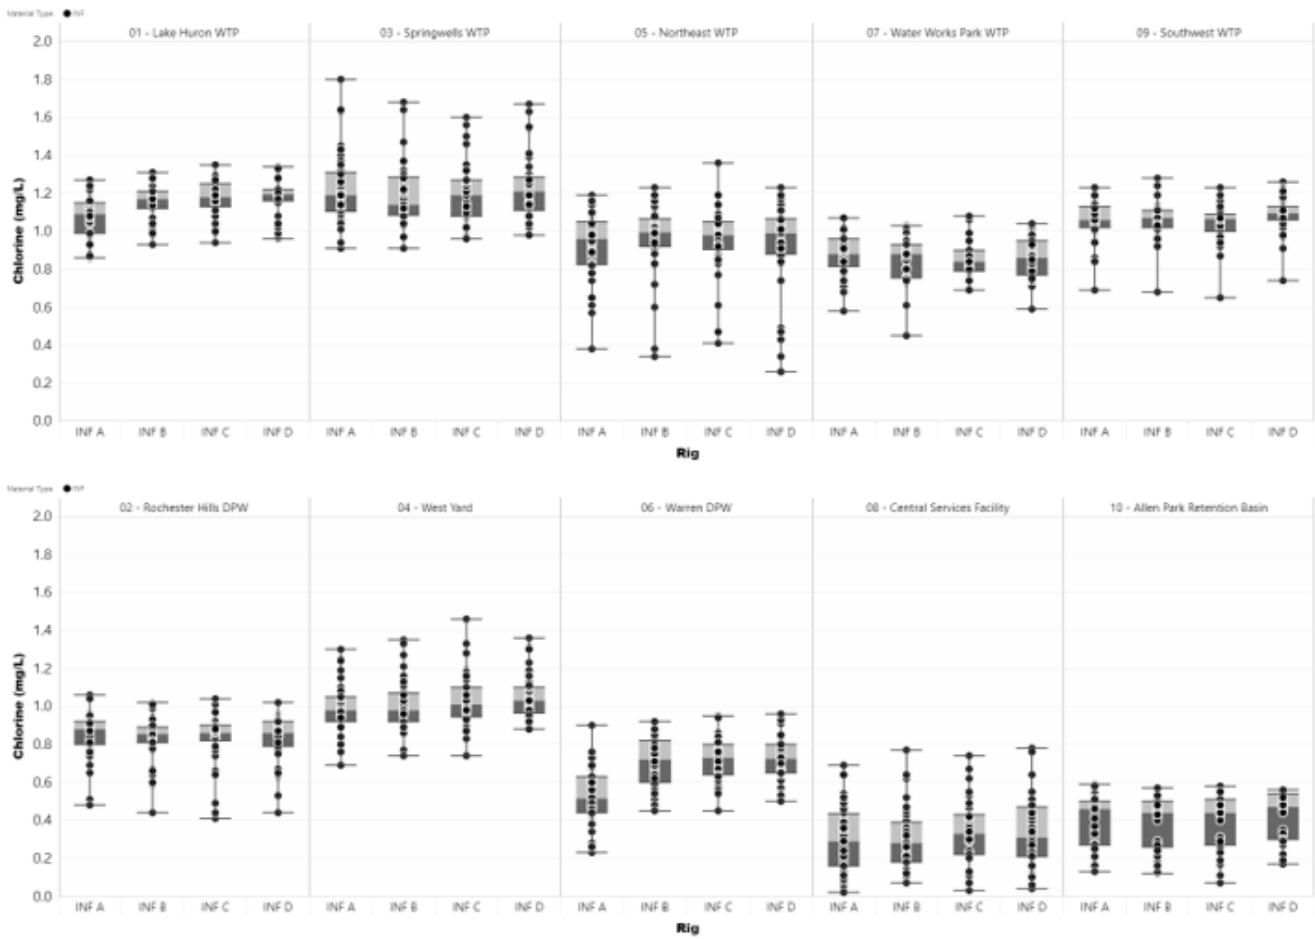 Material Type INF
01 - Lake Huron WTP 03 - Springwells WTP 05 - Northeast WTP 07 - Water Works Park WTP 09 - Southwest WTP
Chlorine (mg/L)
2.0
1.8
1.6
1.4
1.2
1.0
0.8
0.6
0.4
0.2
0.0
INF A INF B INF C INF D INF A INF B INF C INF D INF A INF B INF C INF D INF A INF B INF C INF D INF A INF B INF C INF D
Rig
Material Type INF
02 - Rochester Hills DPW 04 - West Yard 06 - Warren DPW 08 - Central Services Facility 10 - Allen Park Retention Basin
Chlorine (mg/L)
2.0
1.8
1.6
1.4
1.2
1.0
0.8
0.6
0.4
0.2
0.0
INF A INF B INF C INF D INF A INF B INF C INF D INF A INF B INF C INF D INF A INF B INF C INF D INF A INF B INF C INF D
Rig